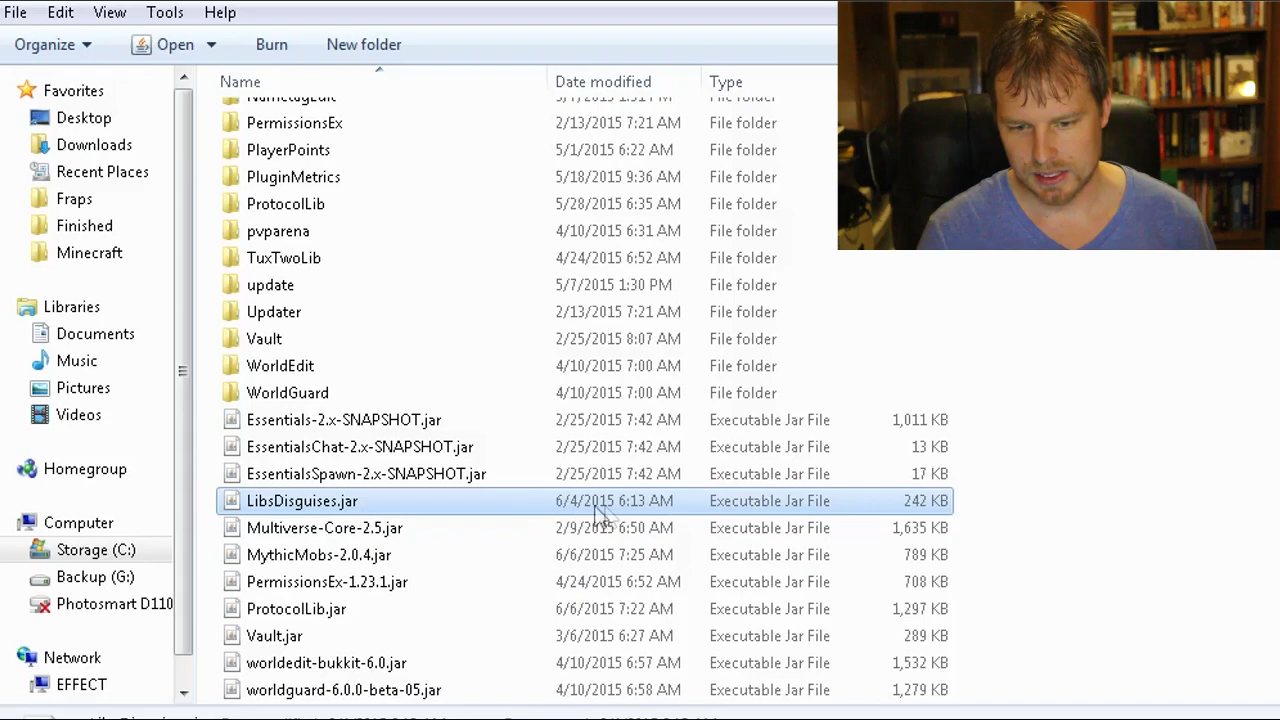 File Edit View Tools Help
Organize Open Burn New folder
Name Date modified Type
Favorites
Desktop
Downloads
Recent Places
Fraps
Finished
Minecraft
Libraries
Documents
Music
Pictures
Videos
Homegroup
Computer
Storage (C:)
Backup (G:)
Photosmart D110
Network
EFFECT
PermissionsEx 2/13/2015 7:21 AM File folder
PlayerPoints 5/1/2015 6:22 AM File folder
PluginMetrics 5/18/2015 9:36 AM File folder
ProtocolLib 5/28/2015 6:35 AM File folder
pvparena 4/10/2015 6:31 AM File folder
TuxTwoLib 4/24/2015 6:52 AM File folder
update 5/7/2015 1:30 PM File folder
Updater 2/13/2015 7:21 AM File folder
Vault 2/25/2015 8:07 AM File folder
WorldEdit 4/10/2015 7:00 AM File folder
WorldGuard 4/10/2015 7:00 AM File folder
Essentials-2.x-SNAPSHOT.jar 2/25/2015 7:42 AM Executable Jar File 1,011 KB
EssentialsChat-2.x-SNAPSHOT.jar 2/25/2015 7:42 AM Executable Jar File 13 KB
EssentialsSpawn-2.x-SNAPSHOT.jar 2/25/2015 7:42 AM Executable Jar File 17 KB
LibsDisguises.jar 6/4/2015 6:13 AM Executable Jar File 242 KB
Multiverse-Core-2.5.jar 2/9/2015 6:50 AM Executable Jar File 1,635 KB
MythicMobs-2.0.4.jar 6/6/2015 7:25 AM Executable Jar File 789 KB
PermissionsEx-1.23.1.jar 4/24/2015 6:52 AM Executable Jar File 708 KB
ProtocolLib.jar 6/6/2015 7:22 AM Executable Jar File 1,297 KB
Vault.jar 3/6/2015 6:27 AM Executable Jar File 289 KB
worldedit-bukkit-6.0.jar 4/10/2015 6:57 AM Executable Jar File 1,532 KB
worldguard-6.0.0-beta-05.jar 4/10/2015 6:58 AM Executable Jar File 1,279 KB